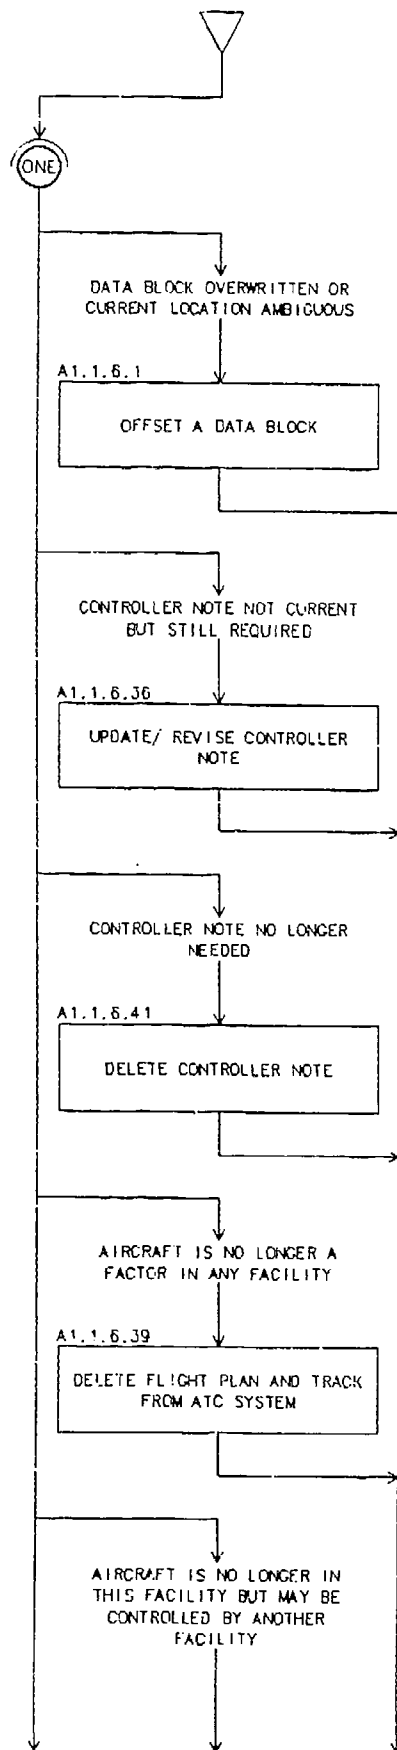 ONE
DATA BLOCK OVERWRITTEN OR
CURRENT LOCATION AMBIGUOUS
A1.1.6.1
OFFSET A DATA BLOCK
CONTROLLER NOTE NOT CURRENT
BUT STILL REQUIRED
A1.1.6.36
UPDATE/ REVISE CONTROLLER
NOTE
CONTROLLER NOTE NO LONGER
NEEDED
A1.1.6.41
DELETE CONTROLLER NOTE
AIRCRAFT IS NO LONGER A
FACTOR IN ANY FACILITY
A1.1.6.39
DELETE FLIGHT PLAN AND TRACK
FROM ATC SYSTEM
AIRCRAFT IS NO LONGER IN
THIS FACILITY BUT MAY BE
CONTROLLED BY ANOTHER
FACILITY